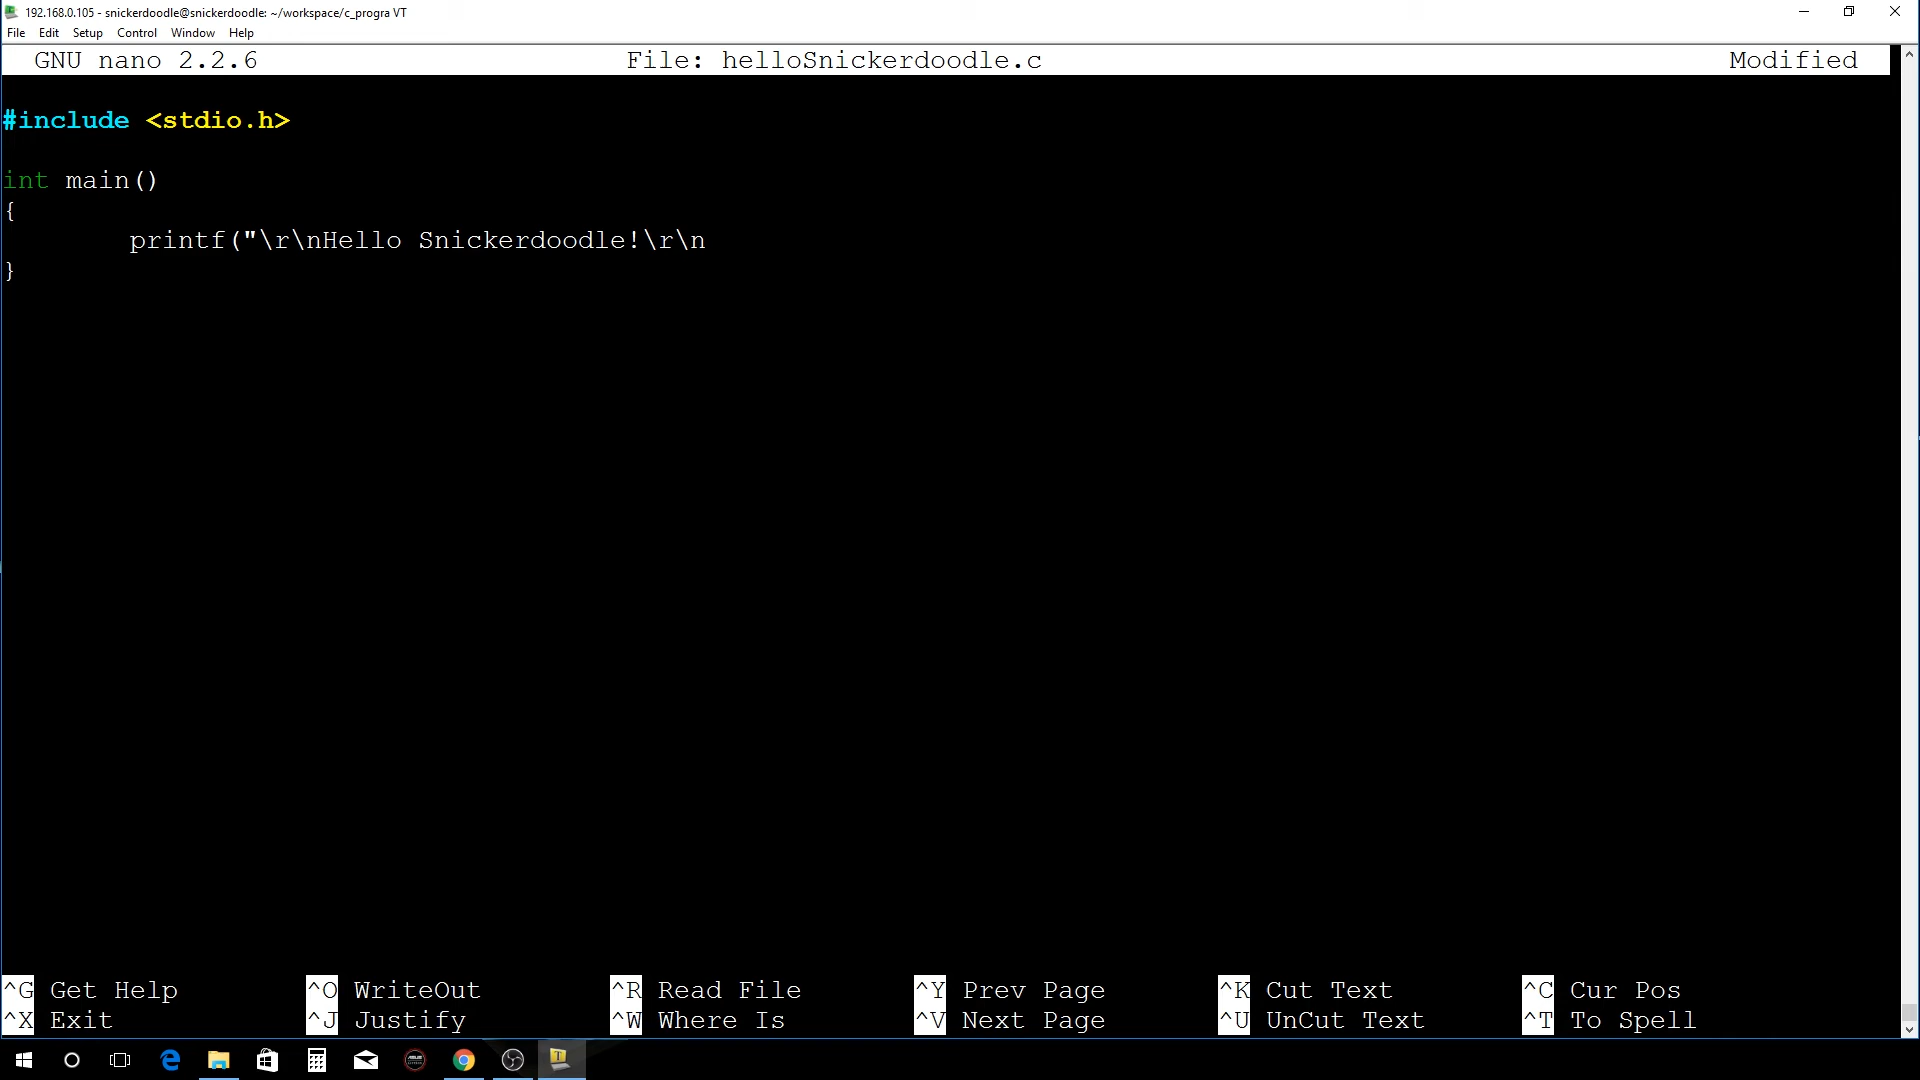 192.168.0.105 - snickerdoodle@snickerdoodle: ~/workspace/c_progra VT
File Edit Setup Control Window Help
GNU nano 2.2.6 File: helloSnickerdoodle.c Modified
#include <stdio.h>
int main()
{
printf("\r\nHello Snickerdoodle!\r\n
}
^G Get Help ^O WriteOut ^R Read File ^Y Prev Page ^K Cut Text ^C Cur Pos
^X Exit ^J Justify ^W Where Is ^V Next Page ^U UnCut Text ^T To Spell